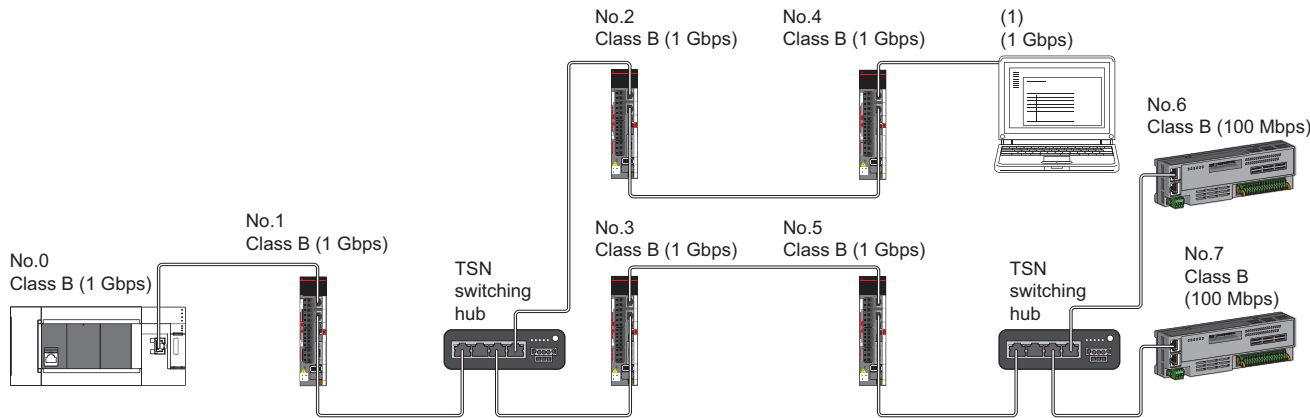 No.2
Class B (1 Gbps)
No.4
Class B (1 Gbps)
(1)
(1 Gbps)
No.6
Class B (100 Mbps)
No.0
Class B (1 Gbps)
No.1
Class B (1 Gbps)
TSN
switching
hub
No.3
Class B (1 Gbps)
No.5
Class B (1 Gbps)
TSN
switching
hub
No.7
Class B
(100 Mbps)